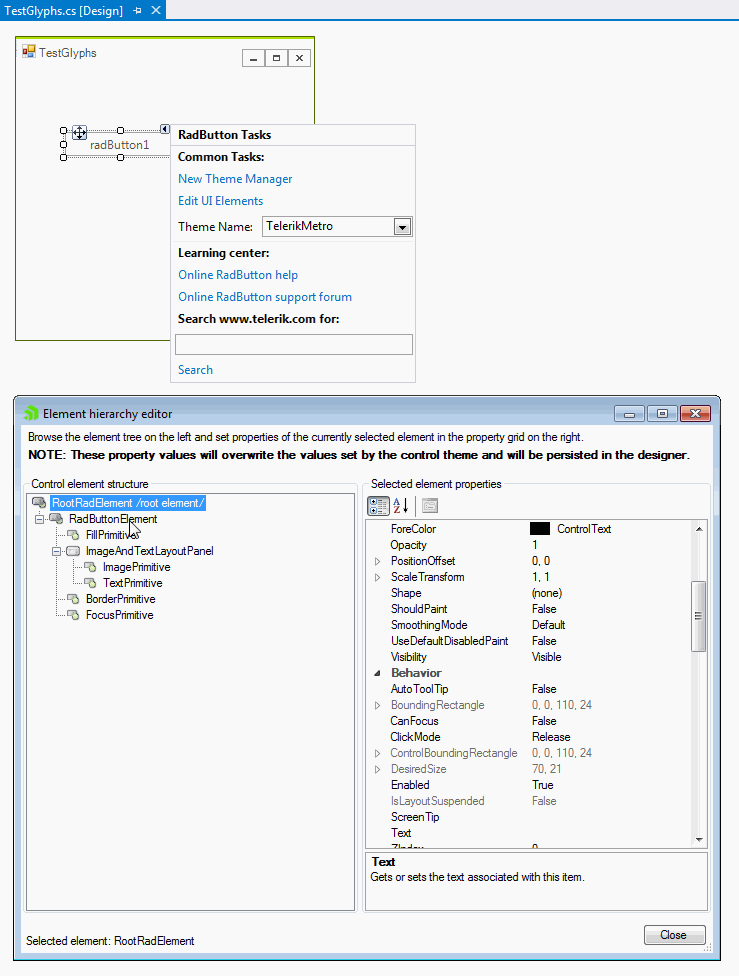 TestGlyphs.cs [Design]
TestGlyphs
radButton1
RadButton Tasks
Common Tasks:
New Theme Manager
Edit UI Elements
Theme Name: TelerikMetro
Learning center:
Online RadButton help
Online RadButton support forum
Search www.telerik.com for:
Search
Element hierarchy editor
Browse the element tree on the left and set properties of the currently selected element in the property grid on the right.
NOTE: These property values will overwrite the values set by the control theme and will be persisted in the designer.
Control element structure
RootRadElement /root element/
RadButtonElement
FillPrimitive
ImageAndTextLayoutPanel
ImagePrimitive
TextPrimitive
BorderPrimitive
FocusPrimitive
Selected element properties
ForeColor ControlText
Opacity 1
PositionOffset 0, 0
ScaleTransform 1, 1
Shape (none)
ShouldPaint False
SmoothingMode Default
UseDefaultDisabledPaint False
Visibility Visible
Behavior
AutoToolTip False
BoundingRectangle 0, 0, 110, 24
CanFocus False
ClickMode Release
ControlBoundingRectangle 0, 0, 110, 24
DesiredSize 70, 21
Enabled True
IsLayoutSuspended False
ScreenTip
Text
ZIndex 0
Text
Gets or sets the text associated with this item.
Selected element: RootRadElement
Close